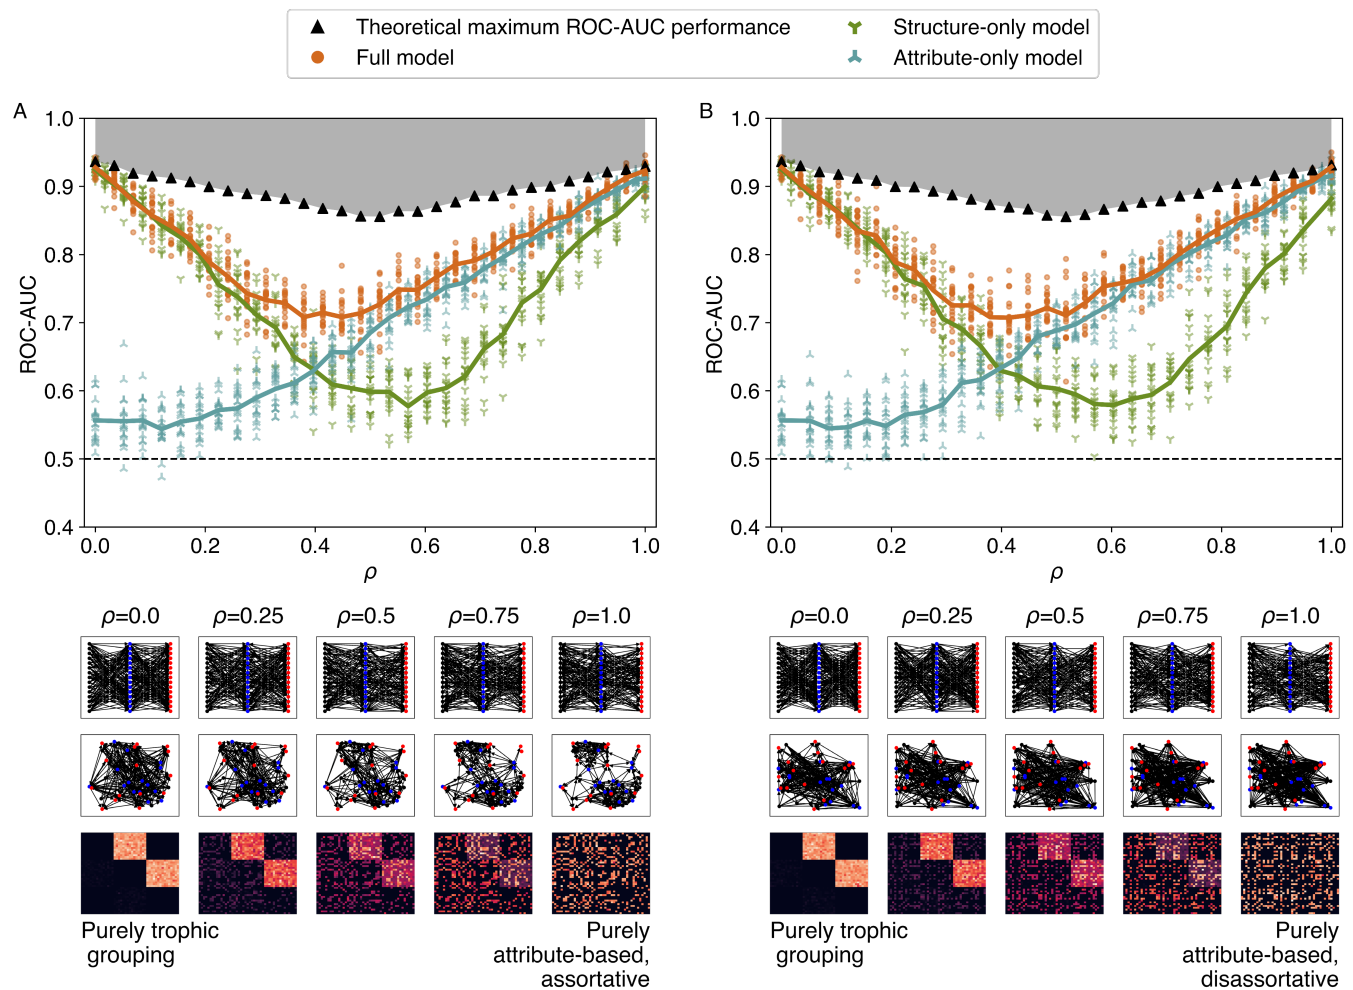 Theoretical maximum ROC-AUC performance
Full model
Structure-only model
Attribute-only model
A
1.0
0.9
0.8
0.7
0.6
0.5
0.4
ROC-AUC
0.0 0.2 0.4 0.6 0.8 1.0
ρ
B
1.0
0.9
0.8
0.7
0.6
0.5
0.4
ROC-AUC
0.0 0.2 0.4 0.6 0.8 1.0
ρ
ρ=0.0 ρ=0.25 ρ=0.5 ρ=0.75 ρ=1.0
Purely trophic
grouping
Purely
attribute-based,
assortative
ρ=0.0 ρ=0.25 ρ=0.5 ρ=0.75 ρ=1.0
Purely trophic
grouping
Purely
attribute-based,
disassortative